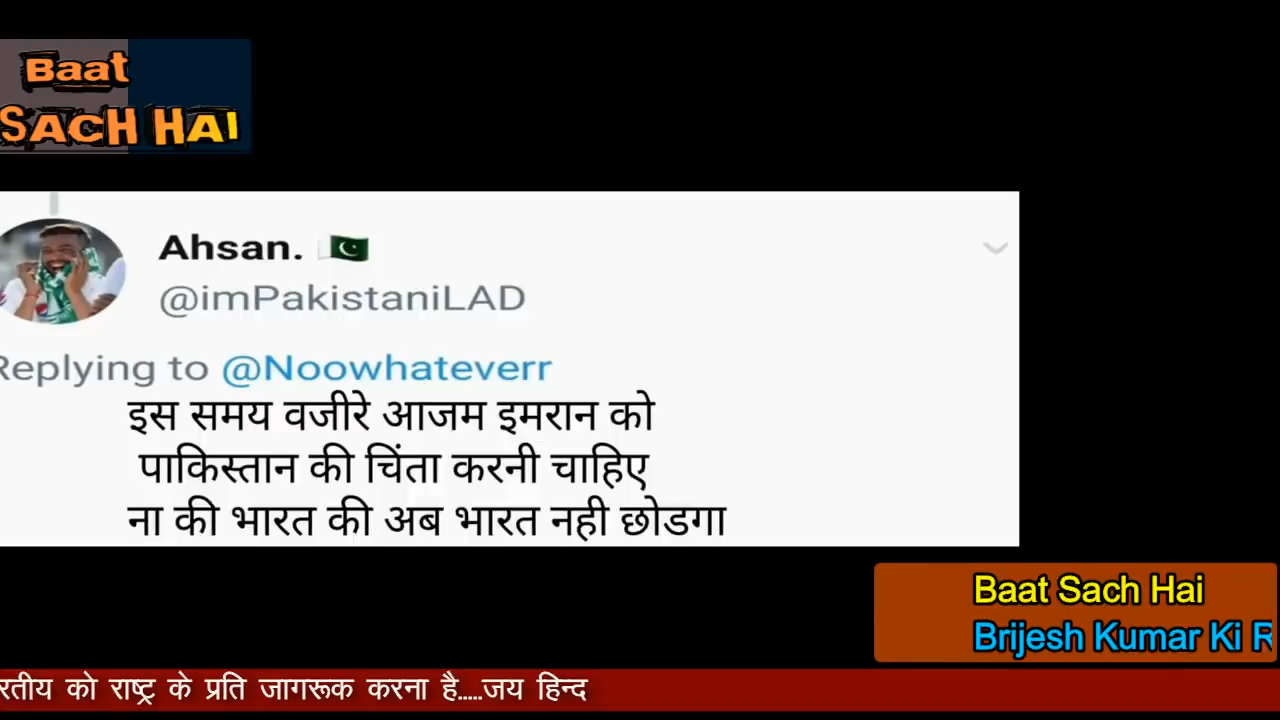 Baat
SACH HAI
Ahsan. 🇵🇰
@imPakistaniLAD
Replying to @Noowhateverr
इस समय वजीरे आजम इमरान को
पाकिस्तान की चिंता करनी चाहिए
ना की भारत की अब भारत नही छोडगा
Baat Sach Hai
Brijesh Kumar Ki
को राष्ट्र के प्रति जागरूक करना है.....जय हिन्द